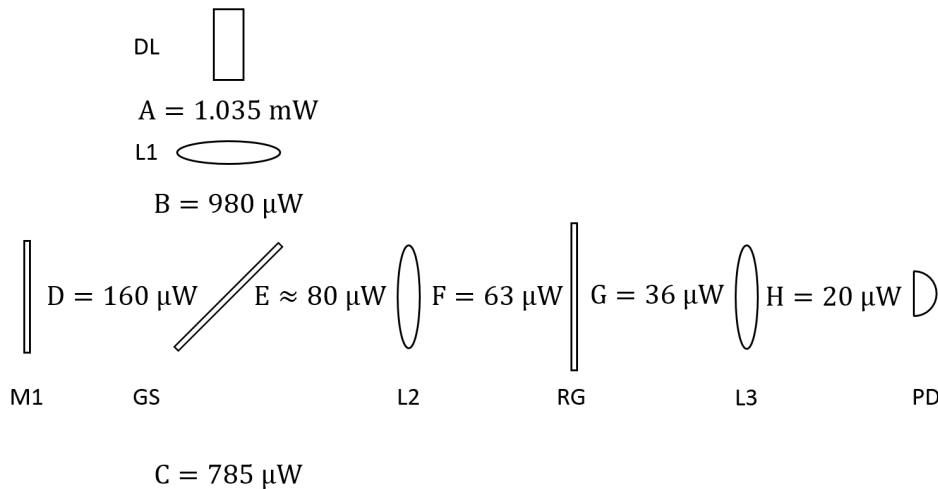 DL
A = 1.035 mW
L1
B = 980 μW
D = 160 μW E ≈ 80 μW F = 63 μW G = 36 μW H = 20 μW
M1 GS L2 RG L3 PD
C = 785 μW